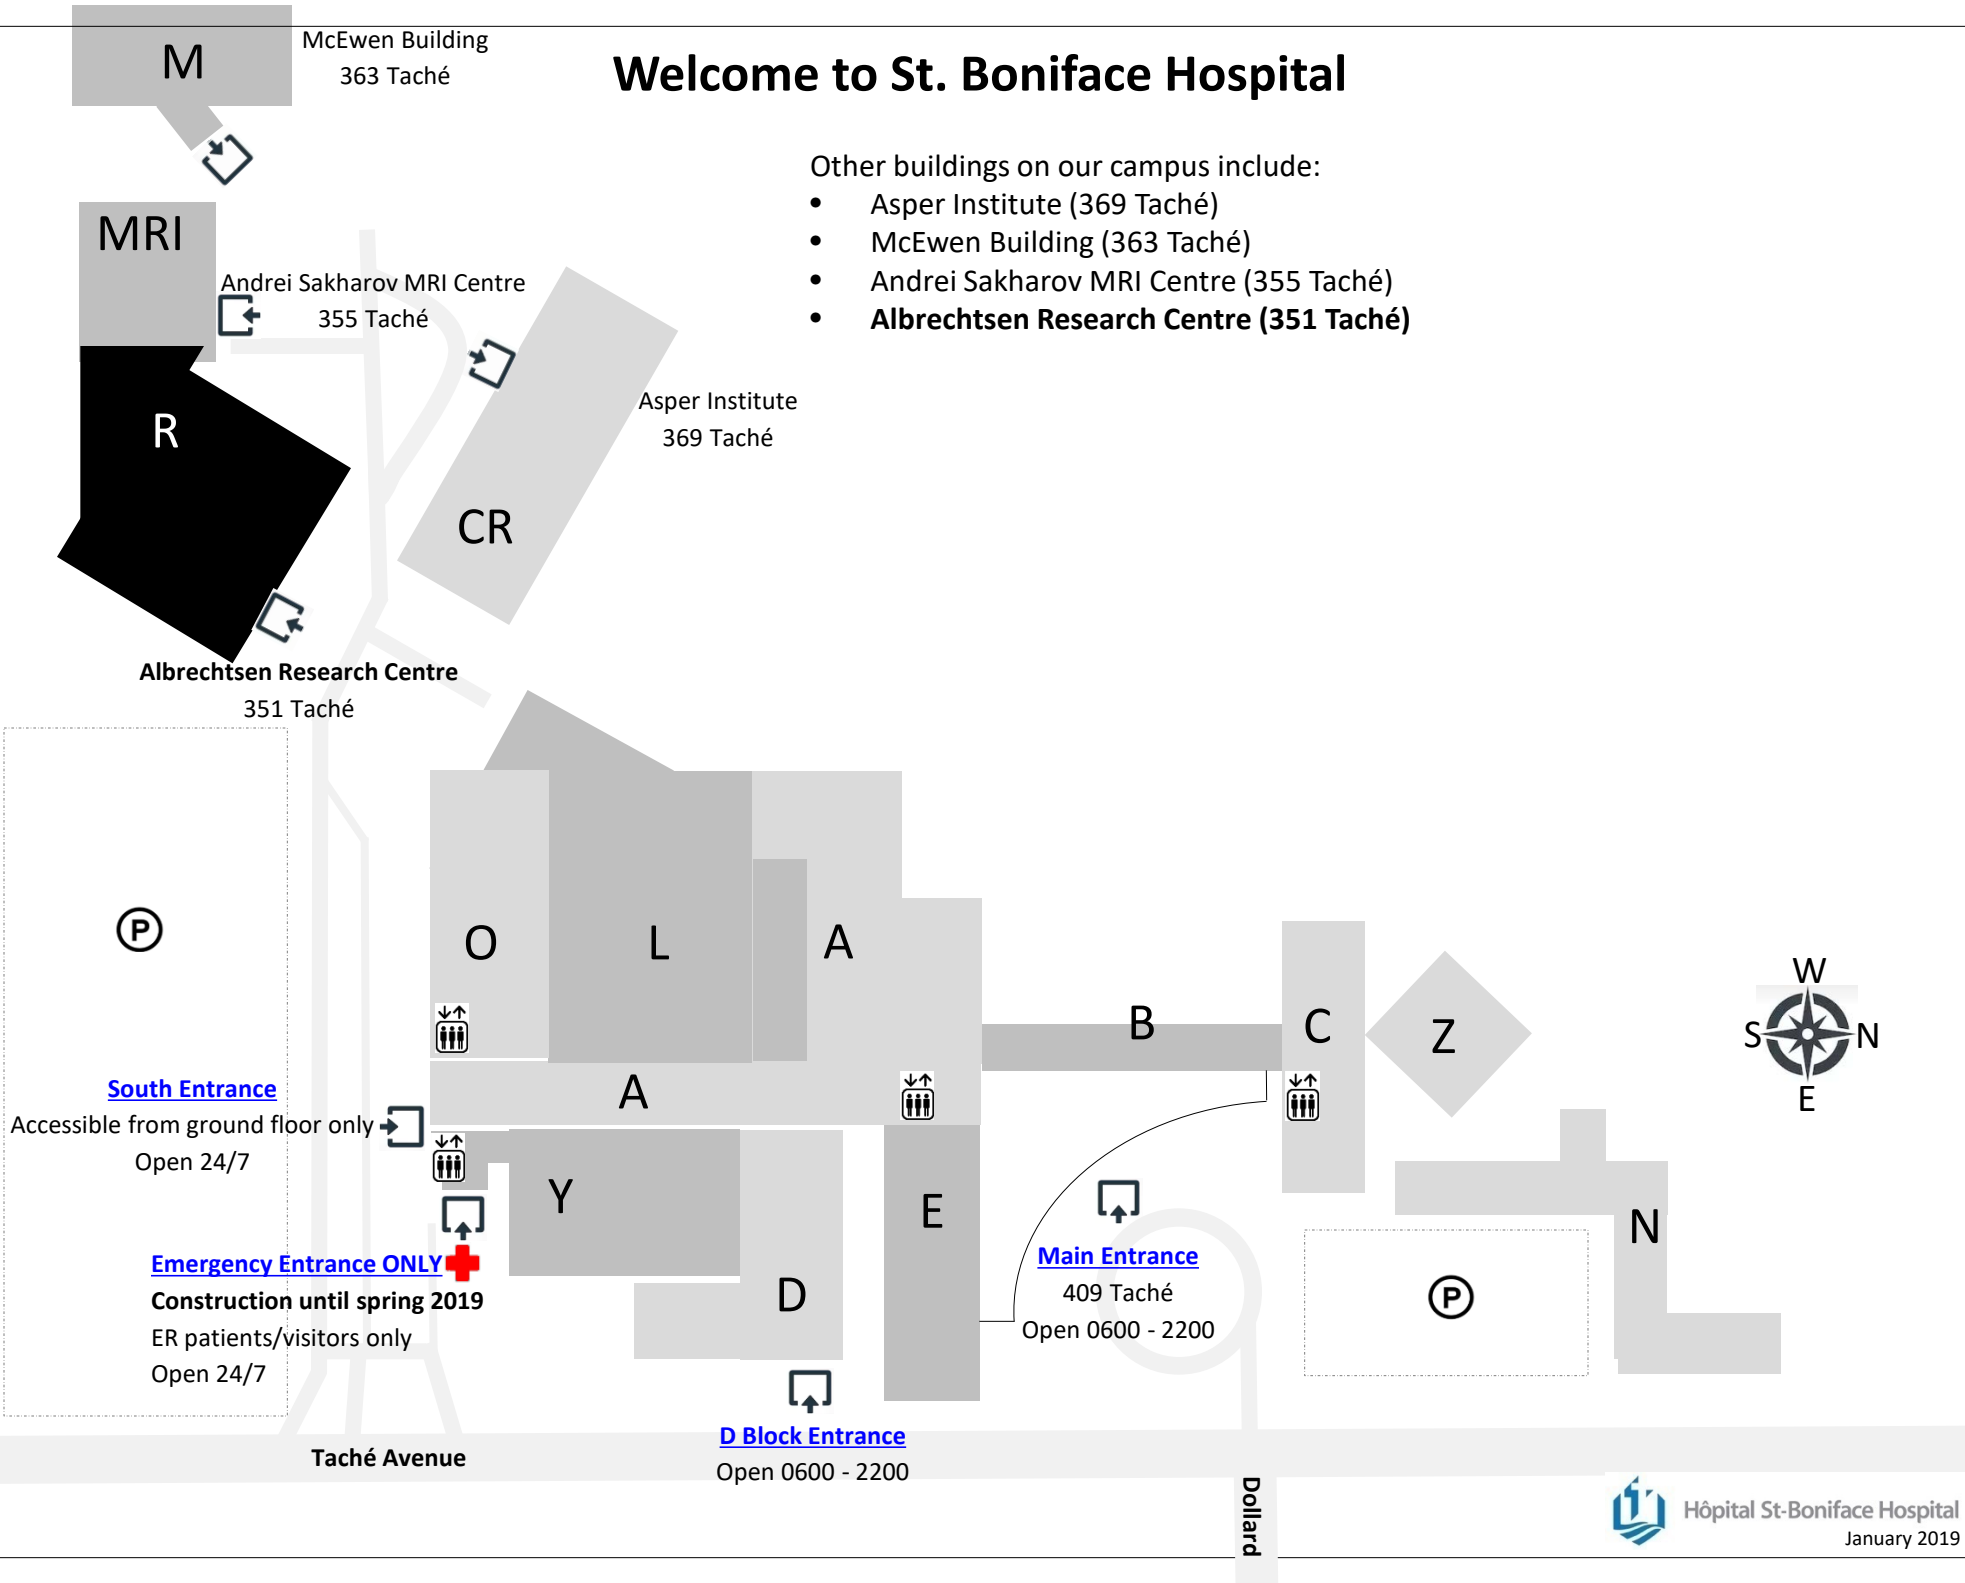 M
McEwen Building
363 Taché
Welcome to St. Boniface Hospital
Other buildings on our campus include:
• Asper Institute (369 Taché)
• McEwen Building (363 Taché)
• Andrei Sakharov MRI Centre (355 Taché)
• Albrechtsen Research Centre (351 Taché)
MRI
Andrei Sakharov MRI Centre
355 Taché
R
Asper Institute
369 Taché
CR
Albrechtsen Research Centre
351 Taché
P
O
L
A
B
C
Z
W
S
N
E
A
South Entrance
Accessible from ground floor only
Open 24/7
Y
E
D
N
Emergency Entrance ONLY
Construction until spring 2019
ER patients/visitors only
Open 24/7
Main Entrance
409 Taché
Open 0600 - 2200
P
D Block Entrance
Open 0600 - 2200
Taché Avenue
Dollard
Hôpital St-Boniface Hospital
January 2019